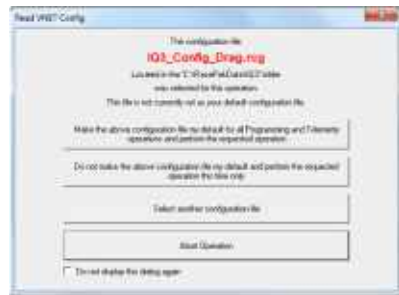 Read VNET Config
The configuration file
IQ3_Config_Drag.rcg
Located in the 'C:\RacePakData\IQ3' folder
was selected for this operation.
This file is not currently set as your default configuration file.
Make the above configuration file my default for all Programming and Telemetry
operations and perform the requested operation.
Do not make the above configuration file my default and perform the requested
operation this time only.
Select another configuration file
Abort Operation
Do not display this dialog again